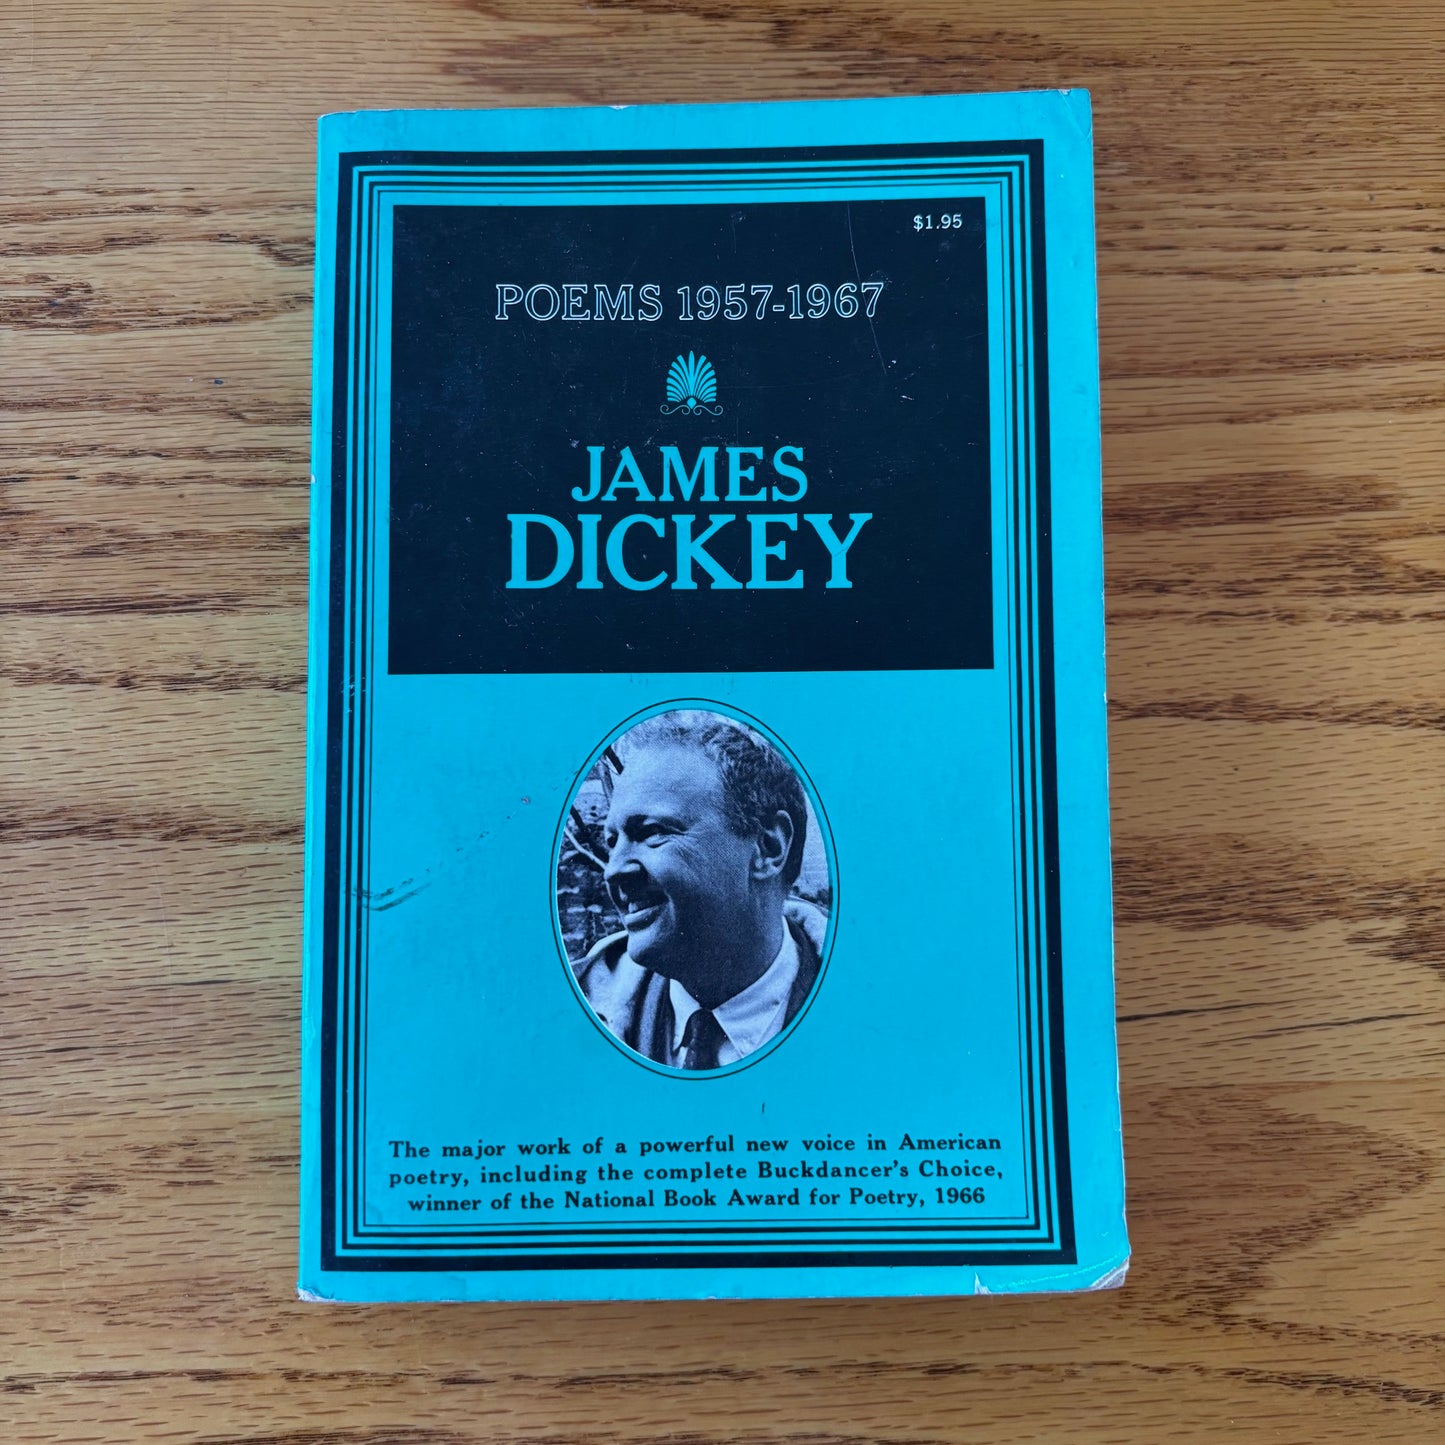 $1.95
POEMS 1957-1967
JAMES
DICKEY
The major work of a powerful new voice in American
poetry, including the complete Buckdancer's Choice,
winner of the National Book Award for Poetry, 1966